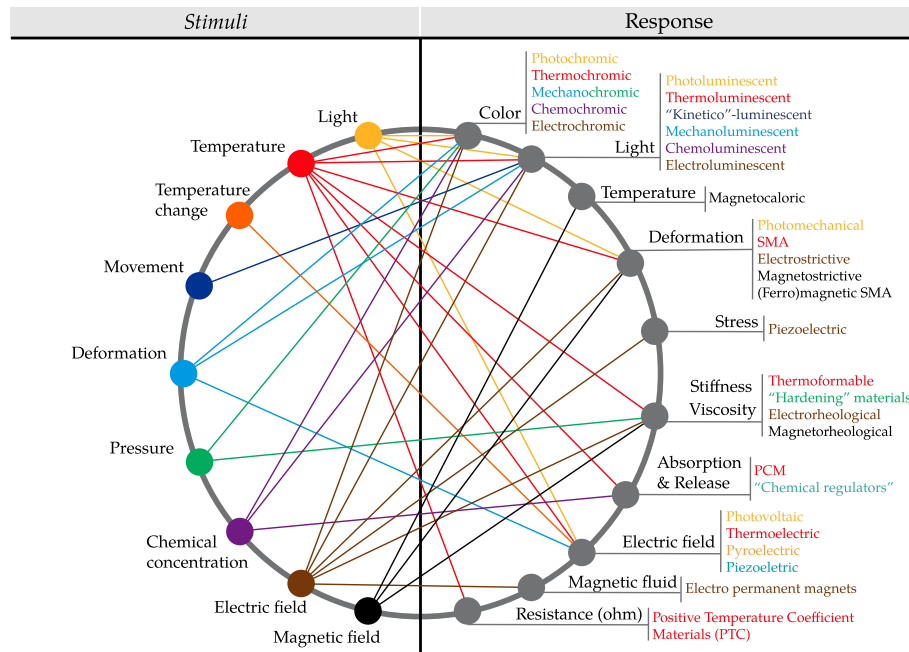 Stimuli
Response
Light
Temperature
Temperature
change
Movement
Deformation
Pressure
Chemical
concentration
Electric field
Magnetic field
Color
Photochromic
Thermochromic
Mechanochromic
Chemochromic
Electrochromic
Light
Photoluminescent
Thermoluminescent
“Kinetico”-luminescent
Mechanoluminescent
Chemoluminescent
Electroluminescent
Temperature
Magnetocaloric
Deformation
Photomechanical
SMA
Electrostrictive
Magnetostrictive
(Ferro)magnetic SMA
Stress
Piezoelectric
Stiffness
Viscosity
Thermoformable
“Hardening” materials
Electrorheological
Magnetorheological
Absorption
& Release
PCM
“Chemical regulators”
Electric field
Photovoltaic
Thermoelectric
Pyroelectric
Piezoeletric
Magnetic fluid
Electro permanent magnets
Resistance (ohm)
Positive Temperature Coefficient
Materials (PTC)